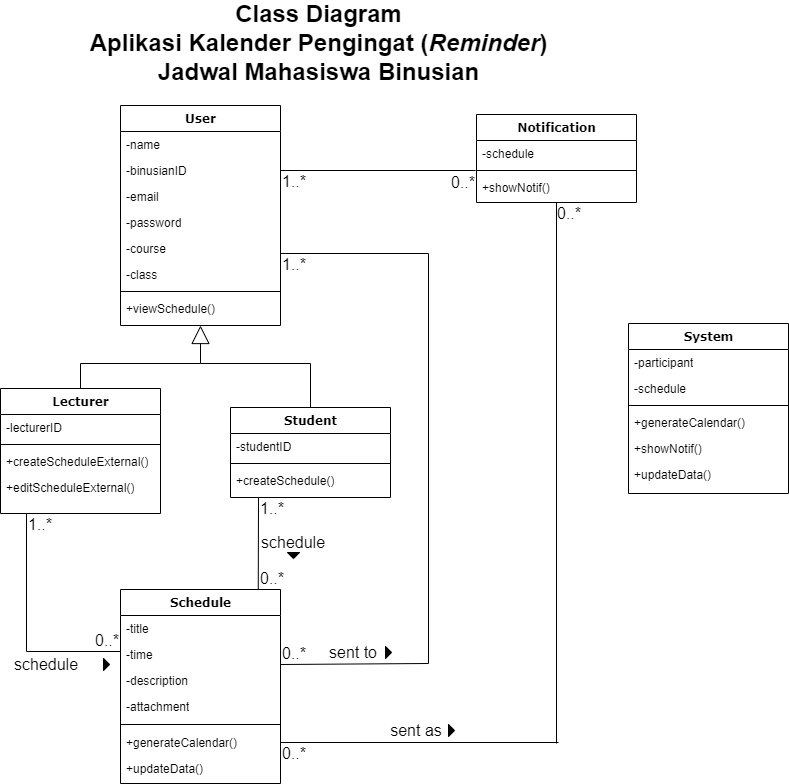 Class Diagram
Aplikasi Kalender Pengingat (Reminder)
Jadwal Mahasiswa Binusian
User
-name
-binusianID
-email
-password
-course
-class
+viewSchedule()
1..*
1..*
Notification
-schedule
+showNotif()
0..*
0..*
System
-participant
-schedule
+generateCalendar()
+showNotif()
+updateData()
Lecturer
-lecturerID
+createScheduleExternal()
+editScheduleExternal()
1..*
Student
-studentID
+createSchedule()
1..*
schedule
0..*
0..*
schedule
Schedule
-title
-time
-description
-attachment
+generateCalendar()
+updateData()
0..*
sent to
sent as
0..*